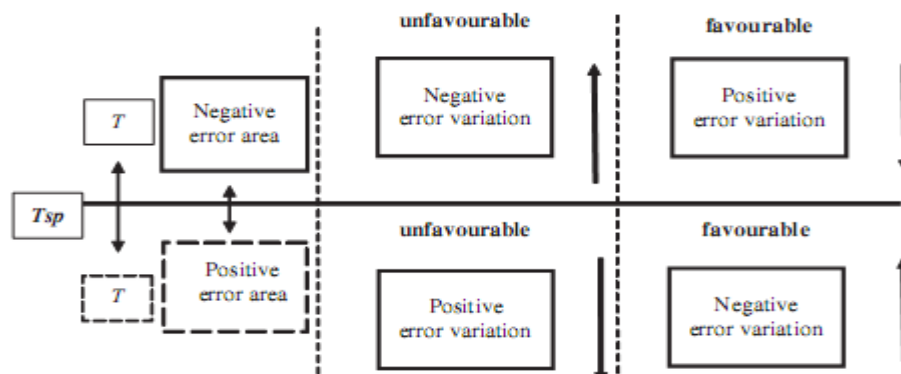 unfavourable
favourable
T
Negative
error area
Negative
error variation
Positive
error variation
Tsp
unfavourable
favourable
T
Positive
error area
Positive
error variation
Negative
error variation